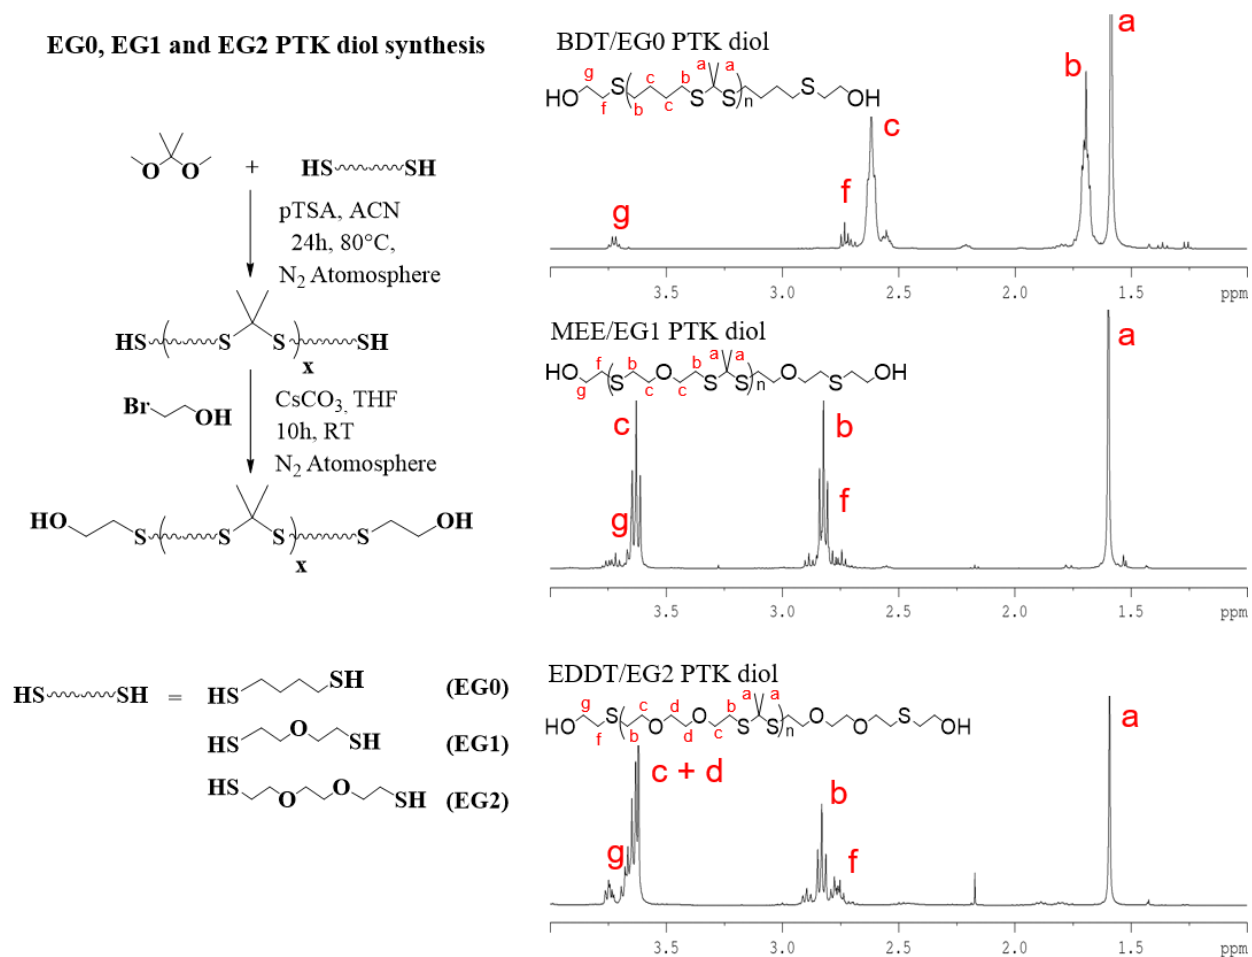 EG0, EG1 and EG2 PTK diol synthesis
O O + HS SH
pTSA, ACN
24h, 80°C,
N2 Atomosphere
HS ( S S ) x SH
Br OH
CsCO3, THF
10h, RT
N2 Atomosphere
HO S ( S S ) x S OH
HS SH = HS SH (EG0)
HS O SH (EG1)
HS O O SH (EG2)
BDT/EG0 PTK diol
a a
g c b
HO S ( S S ) n S OH
f b c
g f c b a
3.5 3.0 2.5 2.0 1.5 ppm
MEE/EG1 PTK diol
a a
f b b
HO ( S O S S ) n O S OH
g c c
g c b f a
3.5 3.0 2.5 2.0 1.5 ppm
EDDT/EG2 PTK diol
a a
g c d b
HO S ( O O S S ) n O O S OH
f b d c
g c + d b f a
3.5 3.0 2.5 2.0 1.5 ppm